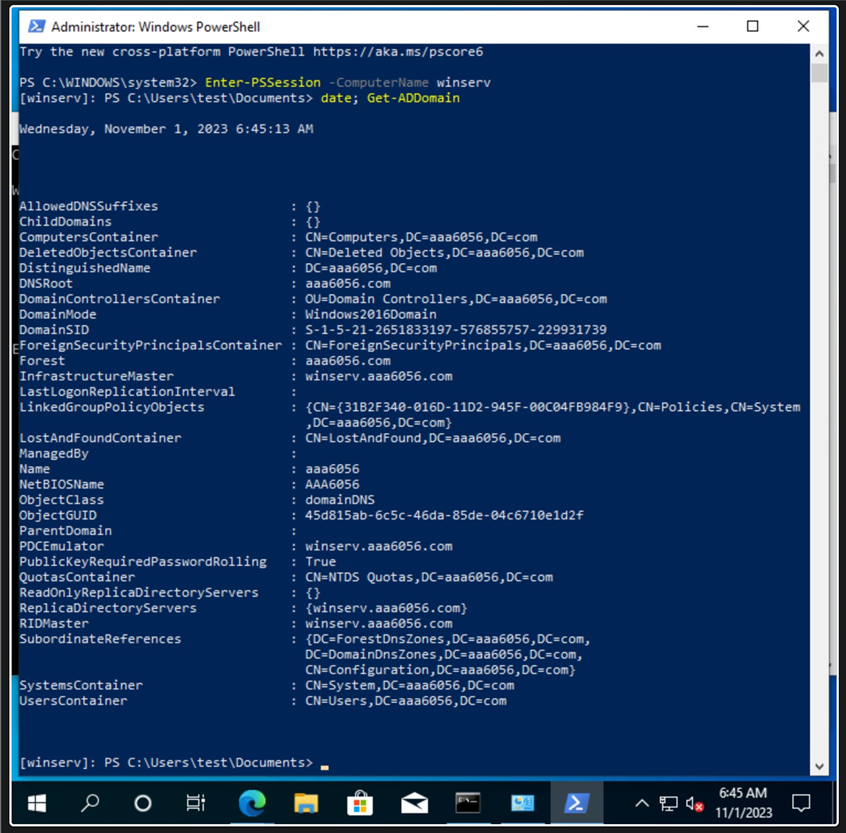 Administrator: Windows PowerShell
Try the new cross-platform PowerShell https://aka.ms/pscore6
PS C:\WINDOWS\system32> Enter-PSSession -ComputerName winserv
[winserv]: PS C:\Users\test\Documents> date; Get-ADDomain
Wednesday, November 1, 2023 6:45:13 AM
AllowedDNSSuffixes : {}
ChildDomains : {}
ComputersContainer : CN=Computers,DC=aaa6056,DC=com
DeletedObjectsContainer : CN=Deleted Objects,DC=aaa6056,DC=com
DistinguishedName : DC=aaa6056,DC=com
DNSRoot : aaa6056.com
DomainControllersContainer : OU=Domain Controllers,DC=aaa6056,DC=com
DomainMode : Windows2016Domain
DomainSID : S-1-5-21-2651833197-576855757-229931739
ForeignSecurityPrincipalsContainer : CN=ForeignSecurityPrincipals,DC=aaa6056,DC=com
Forest : aaa6056.com
InfrastructureMaster : winserv.aaa6056.com
LastLogonReplicationInterval :
LinkedGroupPolicyObjects : {CN={31B2F340-016D-11D2-945F-00C04FB984F9},CN=Policies,CN=System
,DC=aaa6056,DC=com}
LostAndFoundContainer : CN=LostAndFound,DC=aaa6056,DC=com
ManagedBy :
Name : aaa6056
NetBIOSName : AAA6056
ObjectClass : domainDNS
ObjectGUID : 45d815ab-6c5c-46da-85de-04c6710e1d2f
ParentDomain :
PDCEmulator : winserv.aaa6056.com
PublicKeyRequiredPasswordRolling : True
QuotasContainer : CN=NTDS Quotas,DC=aaa6056,DC=com
ReadOnlyReplicaDirectoryServers : {}
ReplicaDirectoryServers : {winserv.aaa6056.com}
RIDMaster : winserv.aaa6056.com
SubordinateReferences : {DC=ForestDnsZones,DC=aaa6056,DC=com,
DC=DomainDnsZones,DC=aaa6056,DC=com,
CN=Configuration,DC=aaa6056,DC=com}
SystemsContainer : CN=System,DC=aaa6056,DC=com
UsersContainer : CN=Users,DC=aaa6056,DC=com
[winserv]: PS C:\Users\test\Documents>
6:45 AM
11/1/2023